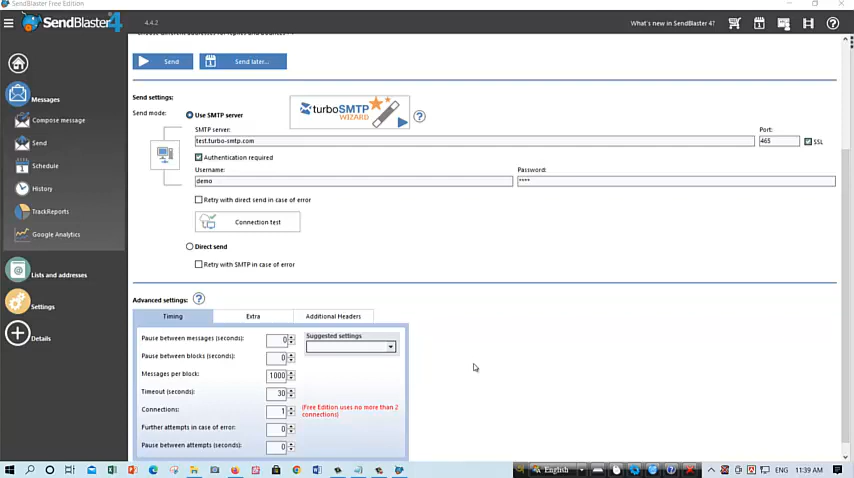 SendBlaster Free Edition
SendBlaster 4
4.4.2
What's new in SendBlaster 4?
Send
Send later...
Send settings:
Send mode:
Use SMTP server
turboSMTP
WIZARD
SMTP server:
Port:
test.turbo-smtp.com
465
SSL
Authentication required
Username:
Password:
demo
****
Retry with direct send in case of error
Connection test
Direct send
Retry with SMTP in case of error
Messages
Compose message
Send
Schedule
History
TrackReports
Google Analytics
Lists and addresses
Settings
Details
Advanced settings:
Timing
Extra
Additional Headers
Pause between messages (seconds):
0
Suggested settings
Pause between blocks (seconds):
0
Messages per block:
1000
Timeout (seconds):
30
Connections:
1
(Free Edition uses no more than 2
connections)
Further attempts in case of error:
0
Pause between attempts (seconds):
0
English
ENG
11:39 AM